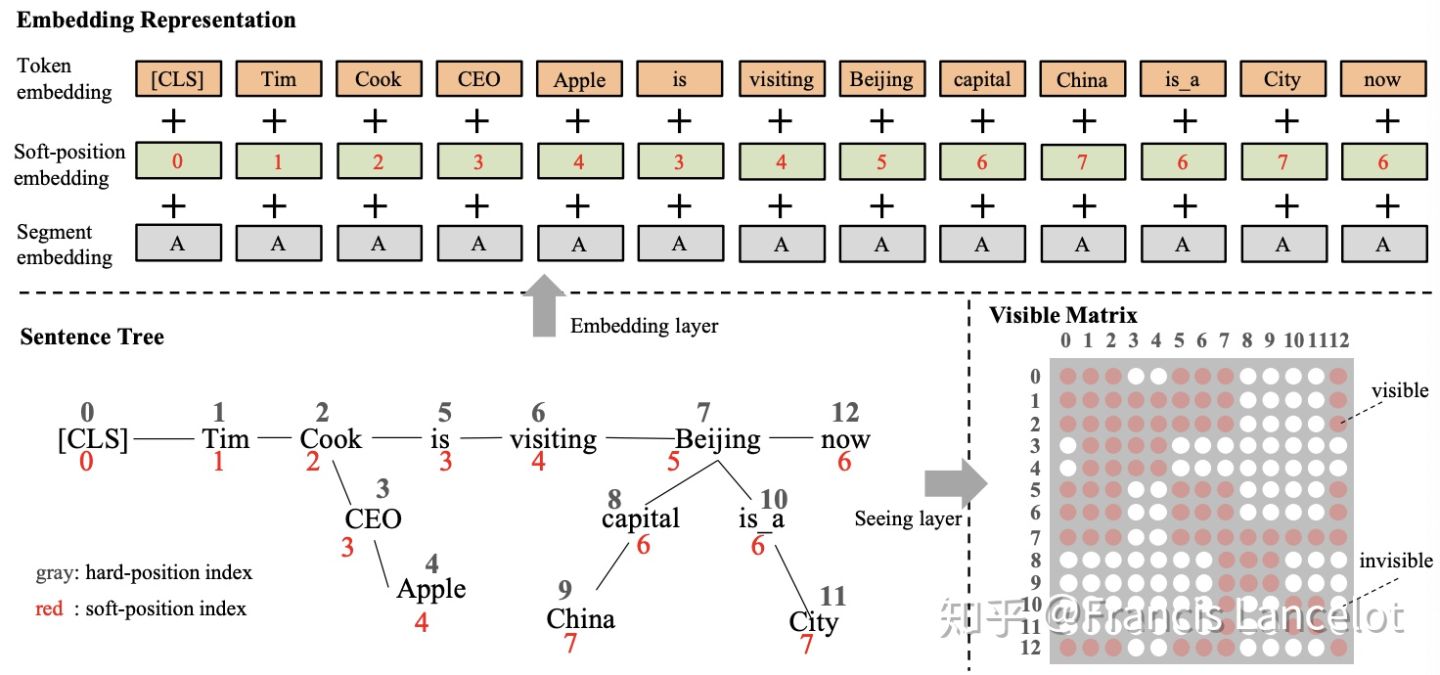 Embedding Representation
Token embedding [CLS] Tim Cook CEO Apple is visiting Beijing capital China is_a City now
+ + + + + + + + + + + + +
Soft-position embedding 0 1 2 3 4 3 4 5 6 7 6 7 6
+ + + + + + + + + + + + +
Segment embedding A A A A A A A A A A A A A
Embedding layer
Sentence Tree
0 1 2 5 6 7 12
[CLS] Tim Cook is visiting Beijing now
0 1 2 3 4 5 6
3 8 10
CEO capital is_a
3 6 6
4 9 11
Apple China City
4 7 7
gray: hard-position index
red : soft-position index
Seeing layer
Visible Matrix
0 1 2 3 4 5 6 7 8 9 10 11 12
0
1
2
3
4
5
6
7
8
9
10
11
12
visible
invisible
知乎 @Francis Lancelot